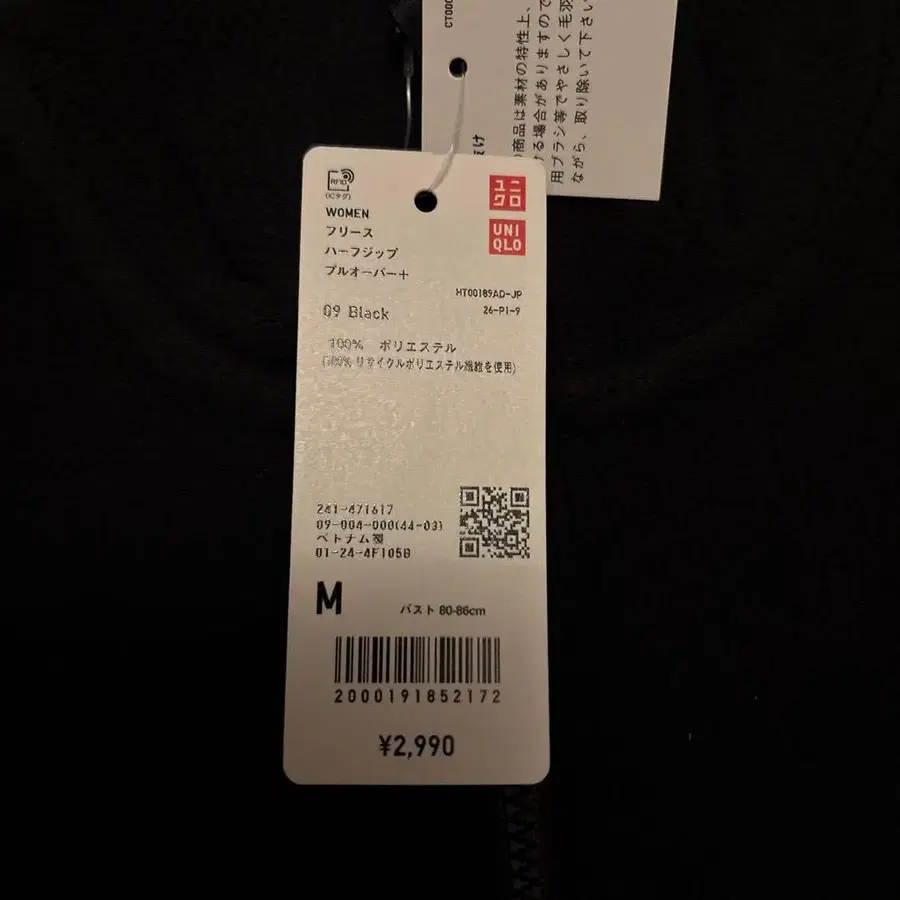 CT000
の商品は素材の特性上、
ける場合がありますので
用ブラシ等でやさしく毛羽
ながら、取り除いて下さい
RFID
(ICタグ)
ユニ
クロ
UNI
QLO
WOMEN
フリース
ハーフジップ
プルオーバー+
HT00189AD-JP
09 Black
26-P1-9
100% ポリエステル
(100%リサイクルポリエステル繊維を使用)
241-471617
09-004-000(44-03)
ベトナム製
01-24-4F105B
M
バスト 80-86cm
2000191852172
¥2,990